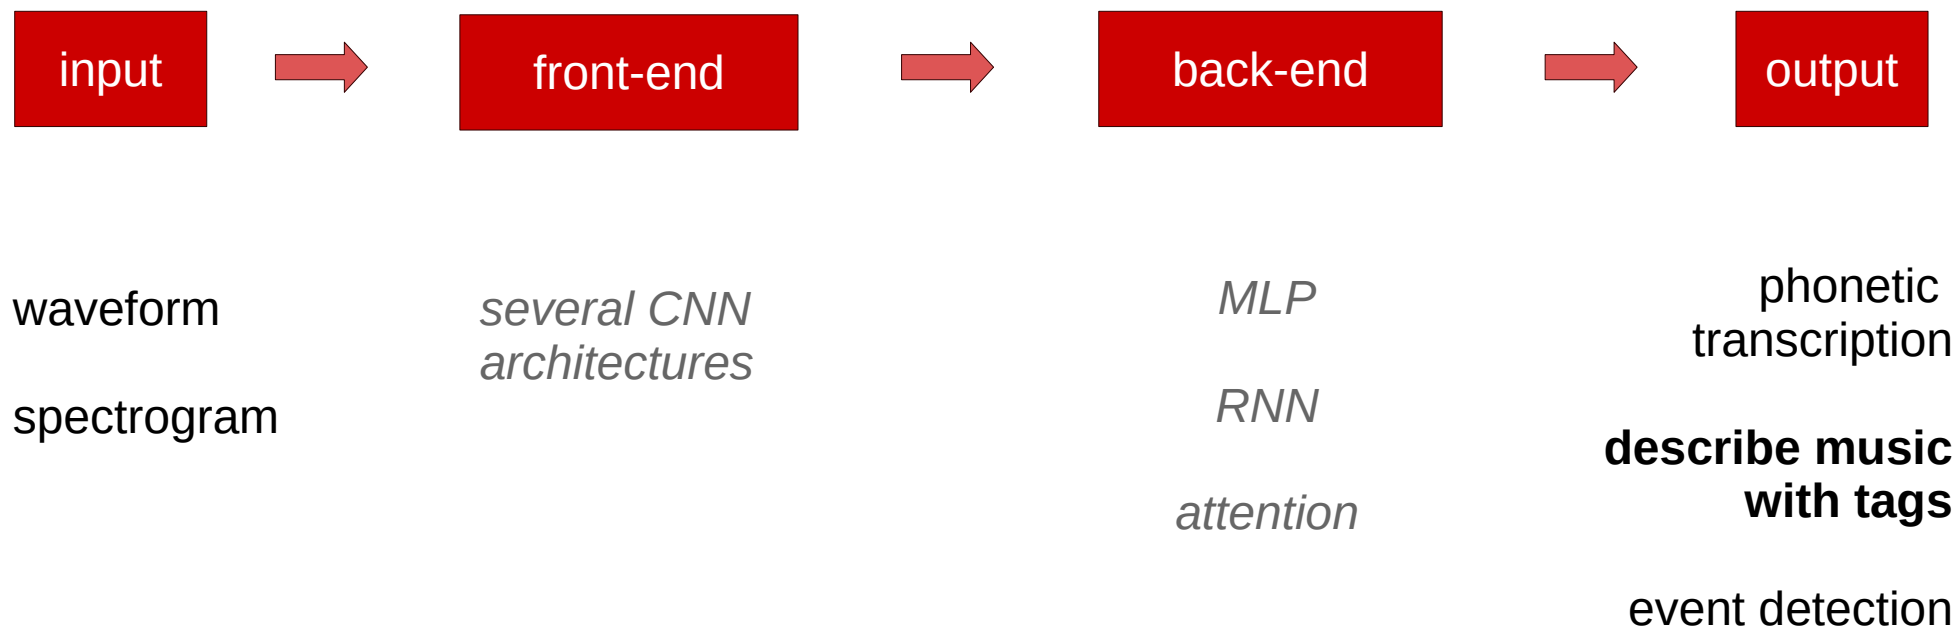 input
front-end
back-end
output
waveform
spectrogram
several CNN
architectures
MLP
RNN
attention
phonetic
transcription
describe music
with tags
event detection